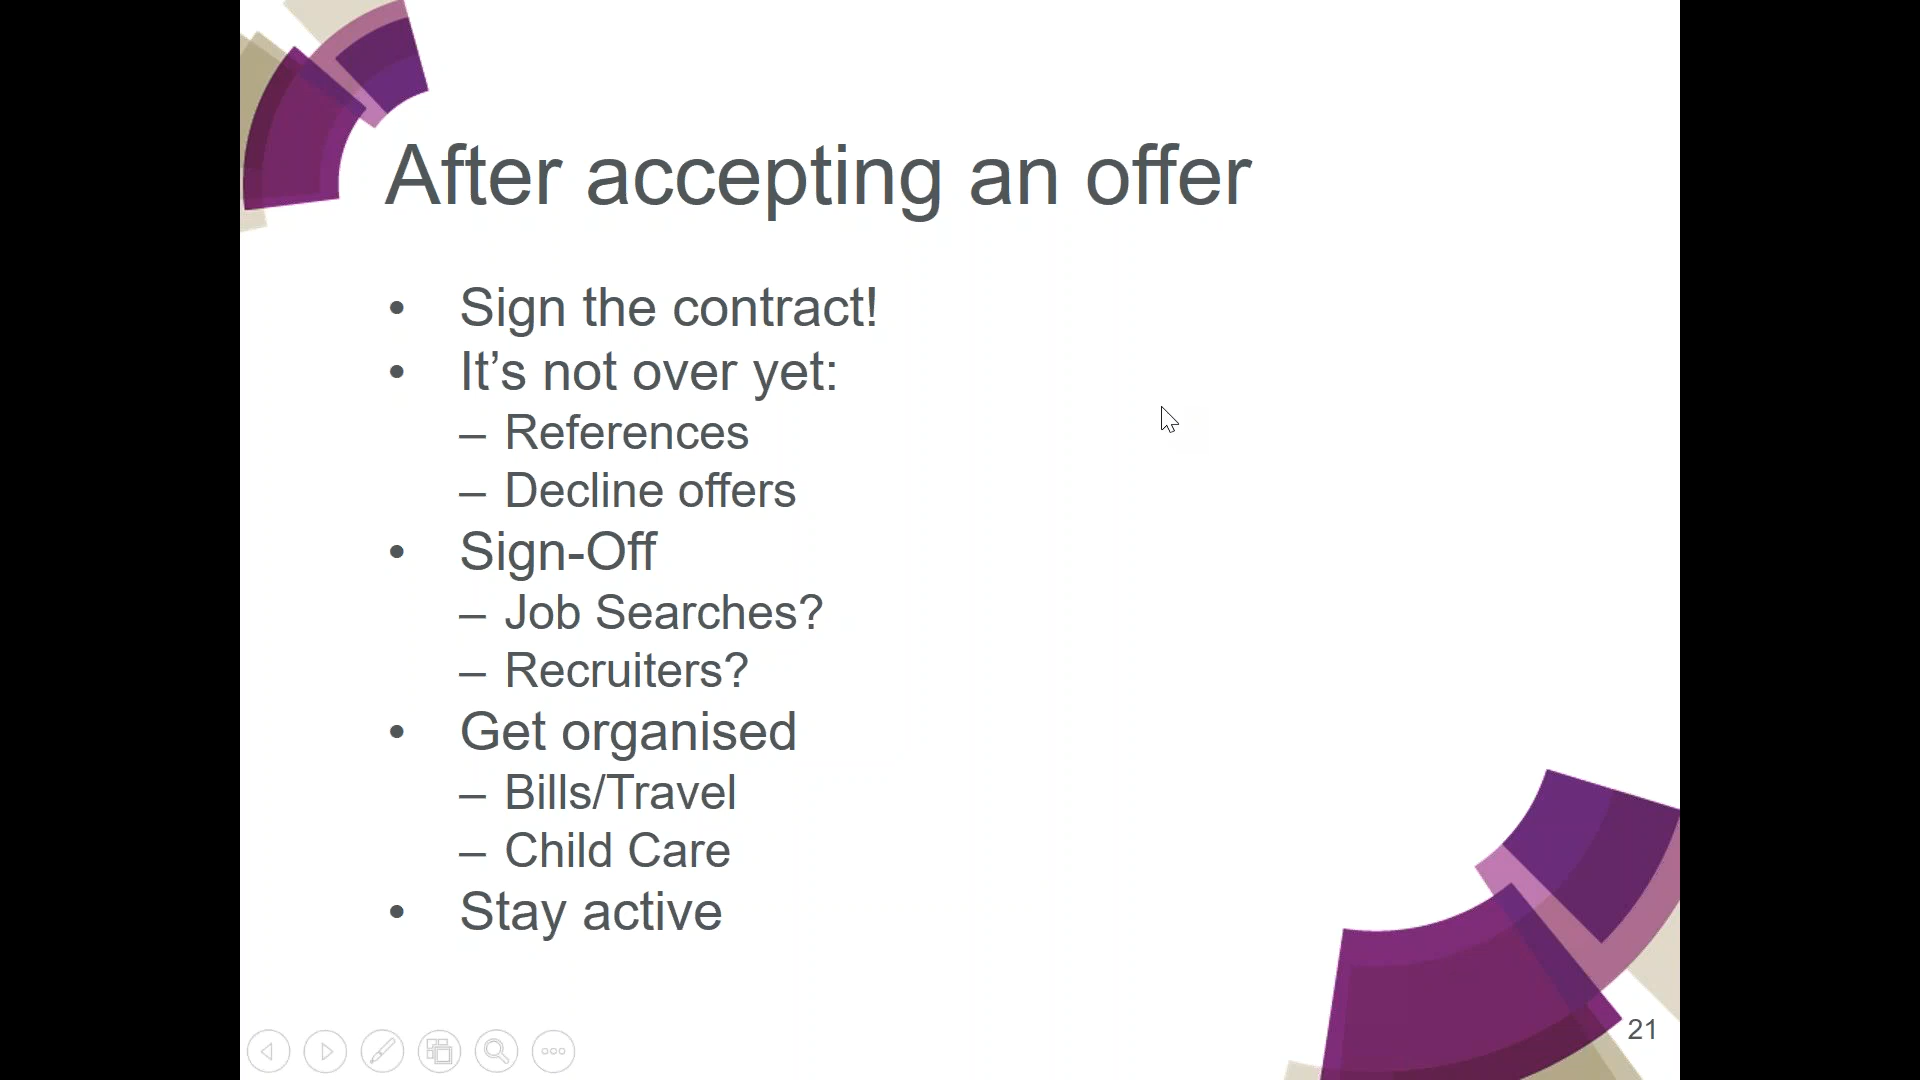 After accepting an offer
• Sign the contract!
• It’s not over yet:
– References
– Decline offers
• Sign-Off
– Job Searches?
– Recruiters?
• Get organised
– Bills/Travel
– Child Care
• Stay active
21